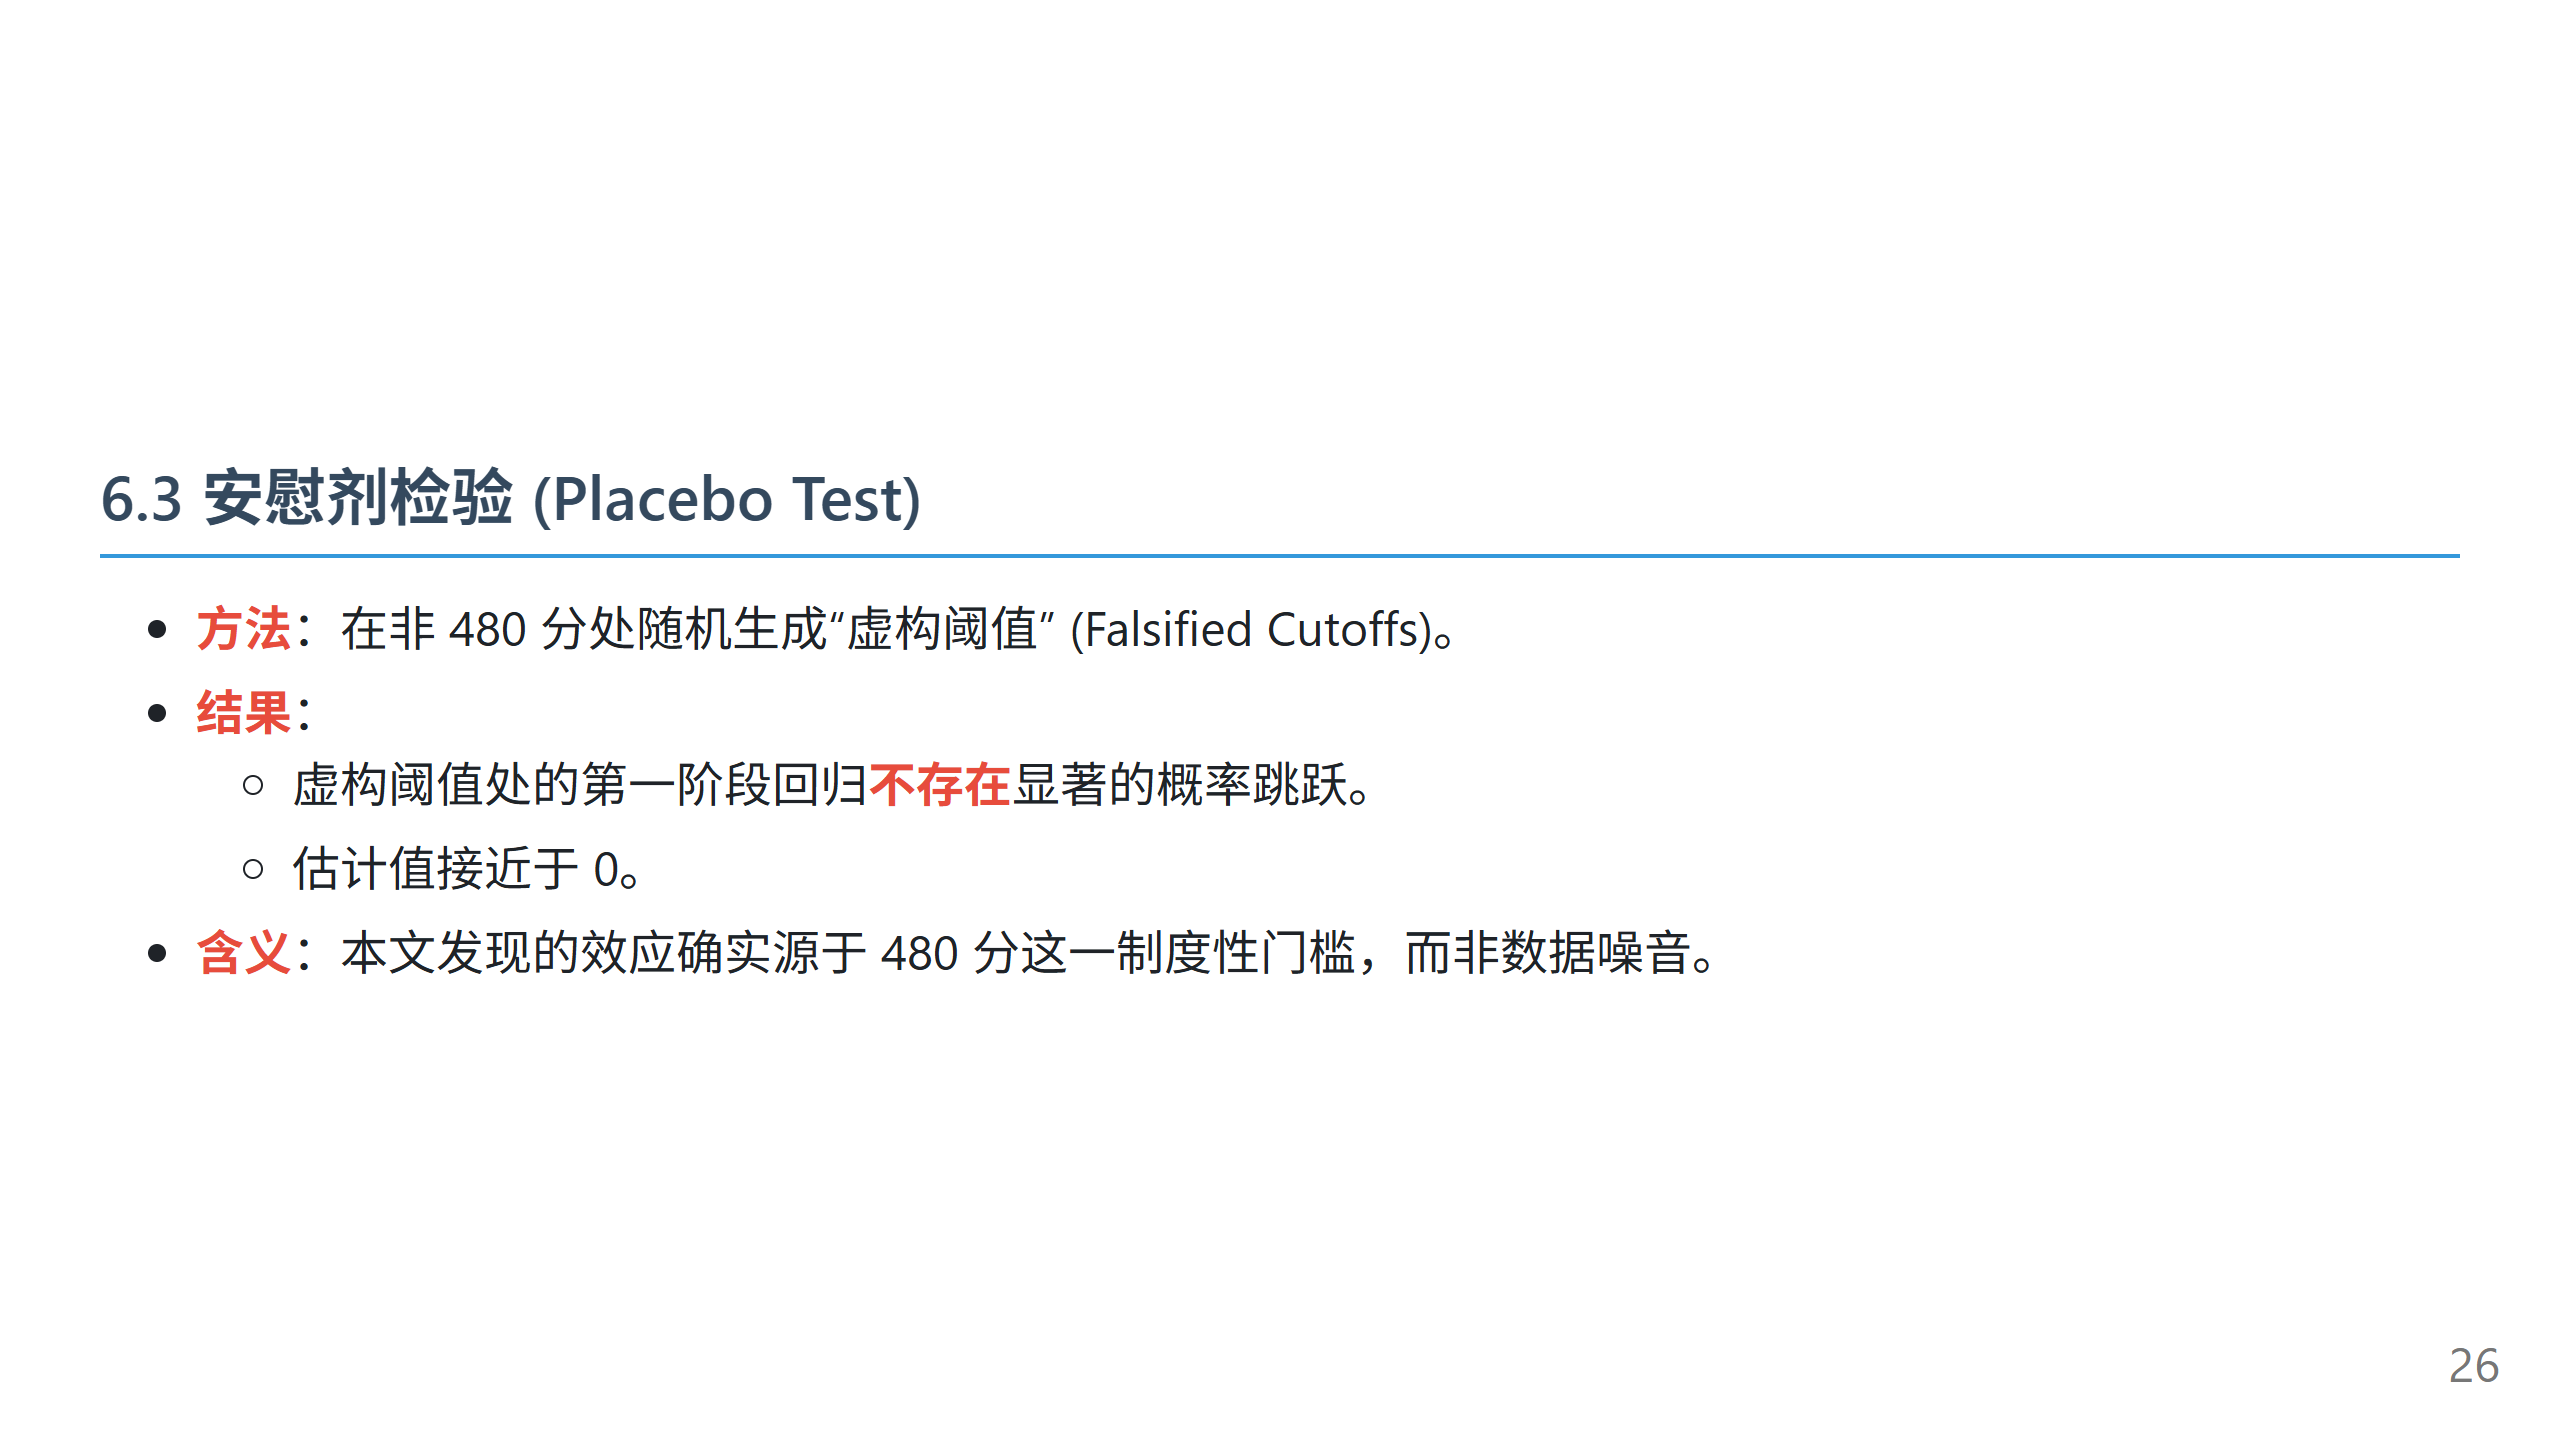 6.3 安慰剂检验 (Placebo Test)
• 方法：在非 480 分处随机生成“虚构阈值” (Falsified Cutoffs)。
• 结果：
○ 虚构阈值处的第一阶段回归不存在显著的概率跳跃。
○ 估计值接近于 0。
• 含义：本文发现的效应确实源于 480 分这一制度性门槛，而非数据噪音。
26